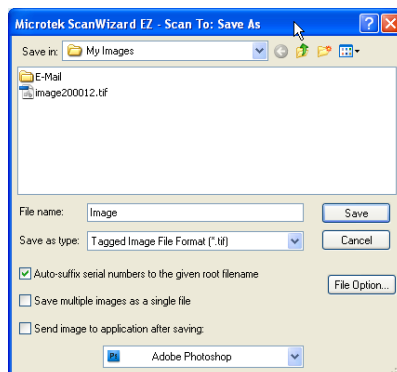 Microtek ScanWizard EZ - Scan To: Save As
Save in: My Images
E-Mail
image200012.tif
File name: Image Save
Save as type: Tagged Image File Format (*.tif) Cancel
Auto-suffix serial numbers to the given root filename
File Option...
Save multiple images as a single file
Send image to application after saving:
Ps Adobe Photoshop